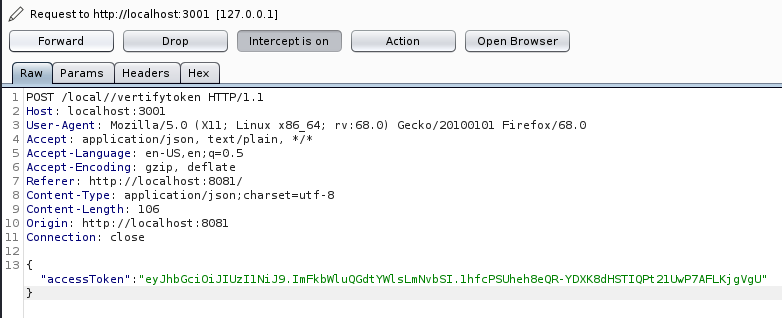 Request to http://localhost:3001 [127.0.0.1]
Forward Drop Intercept is on Action Open Browser
Raw Params Headers Hex
1 POST /local//vertifytoken HTTP/1.1
2 Host: localhost:3001
3 User-Agent: Mozilla/5.0 (X11; Linux x86_64; rv:68.0) Gecko/20100101 Firefox/68.0
4 Accept: application/json, text/plain, */*
5 Accept-Language: en-US,en;q=0.5
6 Accept-Encoding: gzip, deflate
7 Referer: http://localhost:8081/
8 Content-Type: application/json;charset=utf-8
9 Content-Length: 106
10 Origin: http://localhost:8081
11 Connection: close
12
13 {
"accessToken":"eyJhbGciOiJIUzI1NiJ9.ImFkbWluQGdtYWlsLmNvbSI.1hfcPSUheh8eQR-YDXK8dHSTIQPt21UwP7AFLKjgVgU"
}